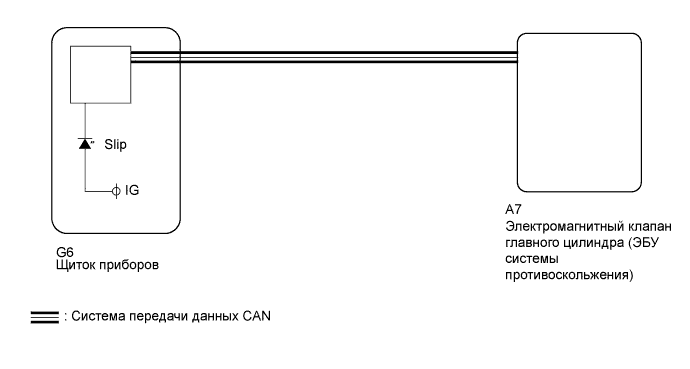 Slip
IG
G6
Щиток приборов
A7
Электромагнитный клапан
главного цилиндра (ЭБУ
системы
противоскольжения)
: Система передачи данных CAN